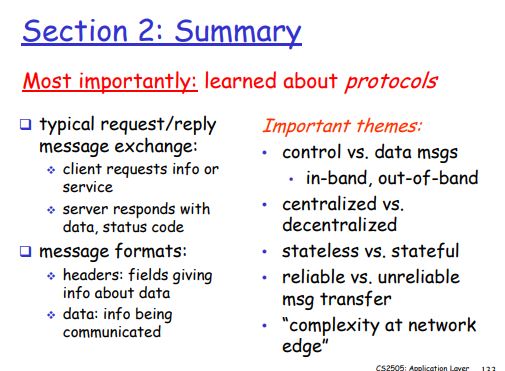 Section 2: Summary
Most importantly: learned about protocols
typical request/reply
message exchange:
client requests info or
service
server responds with
data, status code
message formats:
headers: fields giving
info about data
data: info being
communicated
Important themes:
control vs. data msgs
in-band, out-of-band
centralized vs.
decentralized
stateless vs. stateful
reliable vs. unreliable
msg transfer
“complexity at network
edge”
CS2505: Application Layer